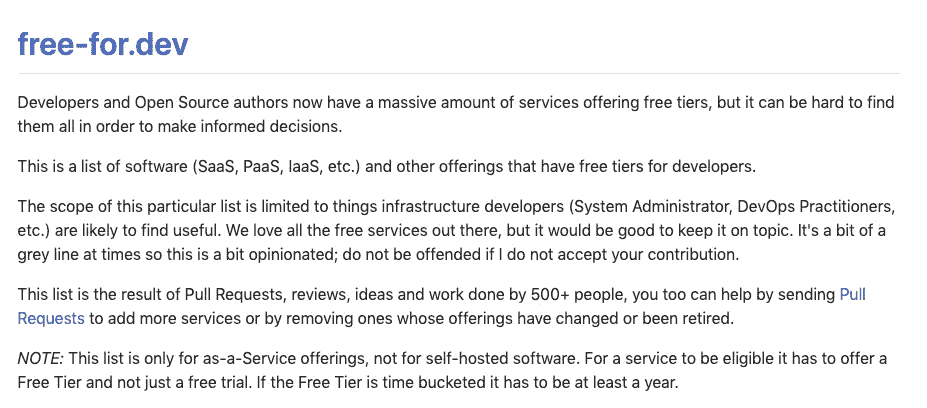 free-for.dev
Developers and Open Source authors now have a massive amount of services offering free tiers, but it can be hard to find
them all in order to make informed decisions.
This is a list of software (SaaS, PaaS, IaaS, etc.) and other offerings that have free tiers for developers.
The scope of this particular list is limited to things infrastructure developers (System Administrator, DevOps Practitioners,
etc.) are likely to find useful. We love all the free services out there, but it would be good to keep it on topic. It's a bit of a
grey line at times so this is a bit opinionated; do not be offended if I do not accept your contribution.
This list is the result of Pull Requests, reviews, ideas and work done by 500+ people, you too can help by sending Pull
Requests to add more services or by removing ones whose offerings have changed or been retired.
NOTE: This list is only for as-a-Service offerings, not for self-hosted software. For a service to be eligible it has to offer a
Free Tier and not just a free trial. If the Free Tier is time bucketed it has to be at least a year.